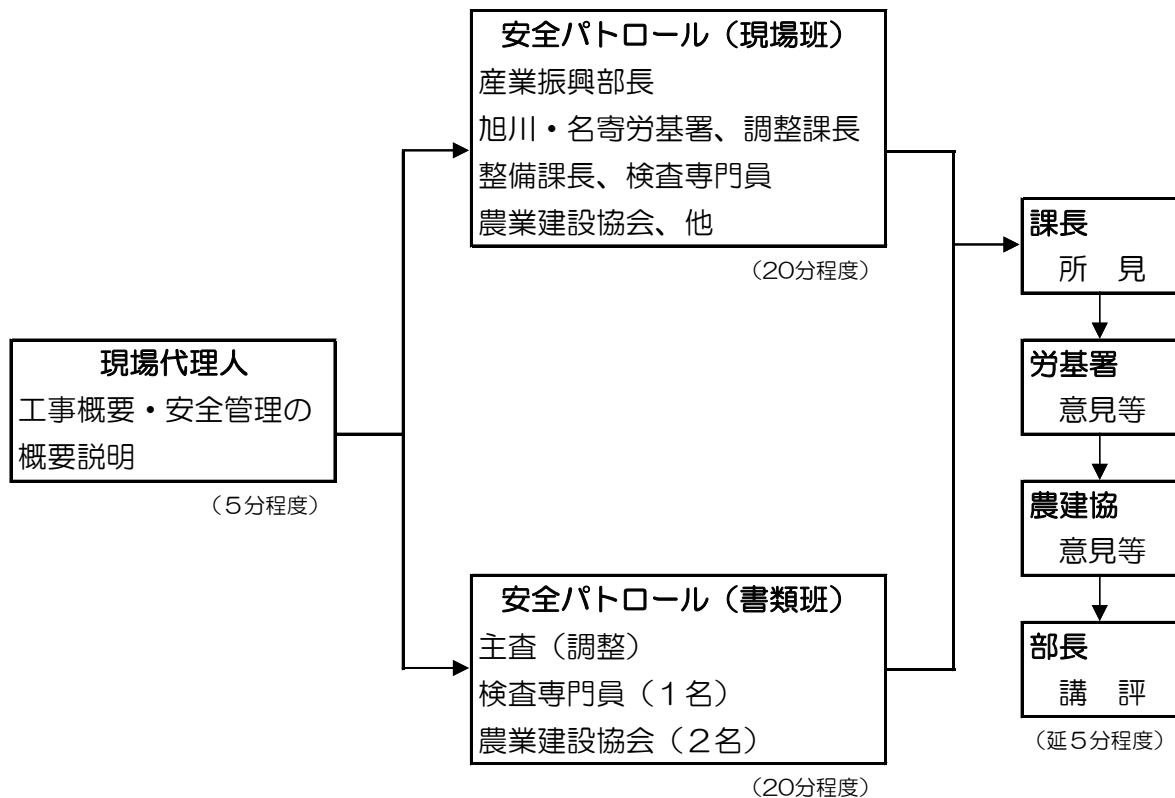 安全パトロール（現場班）
産業振興部長
旭川・名寄労基署、調整課長
整備課長、検査専門員
農業建設協会、他
（20分程度）
現場代理人
工事概要・安全管理の
概要説明
（５分程度）
安全パトロール（書類班）
主査（調整）
検査専門員（１名）
農業建設協会（２名）
（20分程度）
課長
所　見
労基署
意見等
農建協
意見等
部長
講　評
（延５分程度）